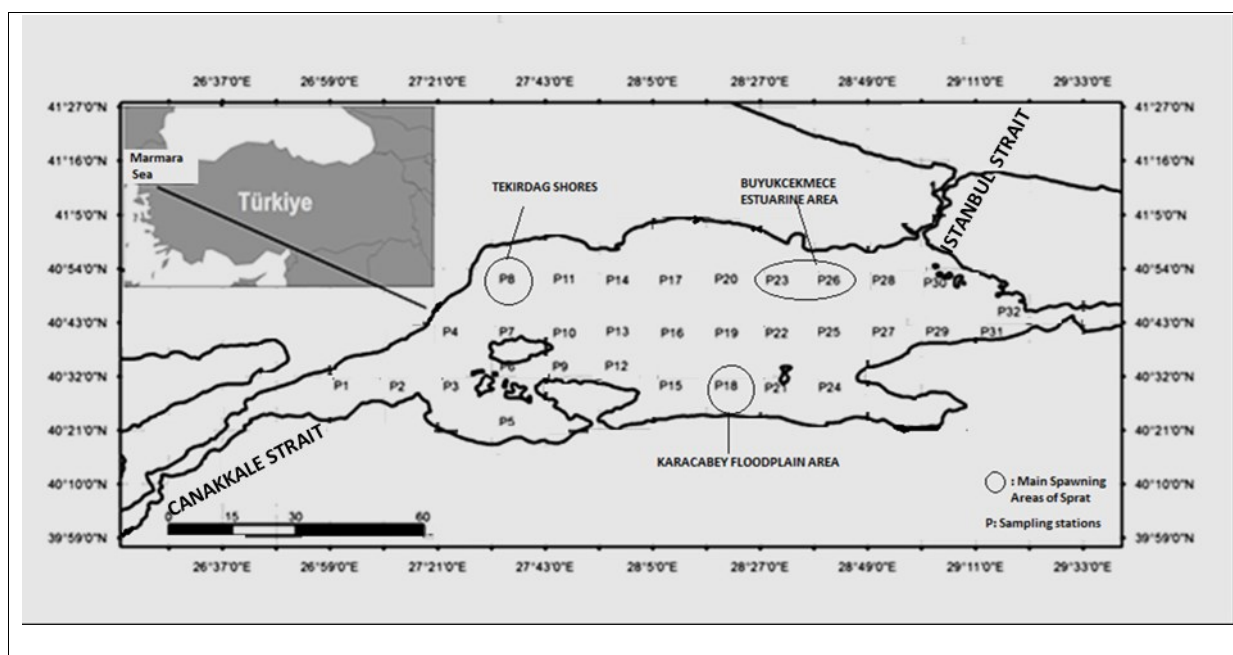 26°37'0"E 26°59'0"E 27°21'0"E 27°43'0"E 28°5'0"E 28°27'0"E 28°49'0"E 29°11'0"E 29°33'0"E
41°27'0"N 41°27'0"N
Marmara
Sea
Türkiye
41°16'0"N 41°16'0"N
ISTANBUL STRAIT
TEKIRDAG SHORES
BUYUKCEKMECE
ESTUARINE AREA
41°5'0"N 41°5'0"N
40°54'0"N P8 P11 P14 P17 P20 P23 P26 P28 P30 40°54'0"N
P32
40°43'0"N P4 P7 P10 P13 P16 P19 P22 P25 P27 P29 P31 40°43'0"N
P6 P9 P12
40°32'0"N P1 P2 P3 P15 P18 P21 P24 40°32'0"N
P5
40°21'0"N 40°21'0"N
CANAKKALE STRAIT
KARACABEY FLOODPLAIN AREA
40°10'0"N 40°10'0"N
: Main Spawning
Areas of Sprat
P: Sampling stations
0 15 30 60
39°59'0"N 39°59'0"N
26°37'0"E 26°59'0"E 27°21'0"E 27°43'0"E 28°5'0"E 28°27'0"E 28°49'0"E 29°11'0"E 29°33'0"E